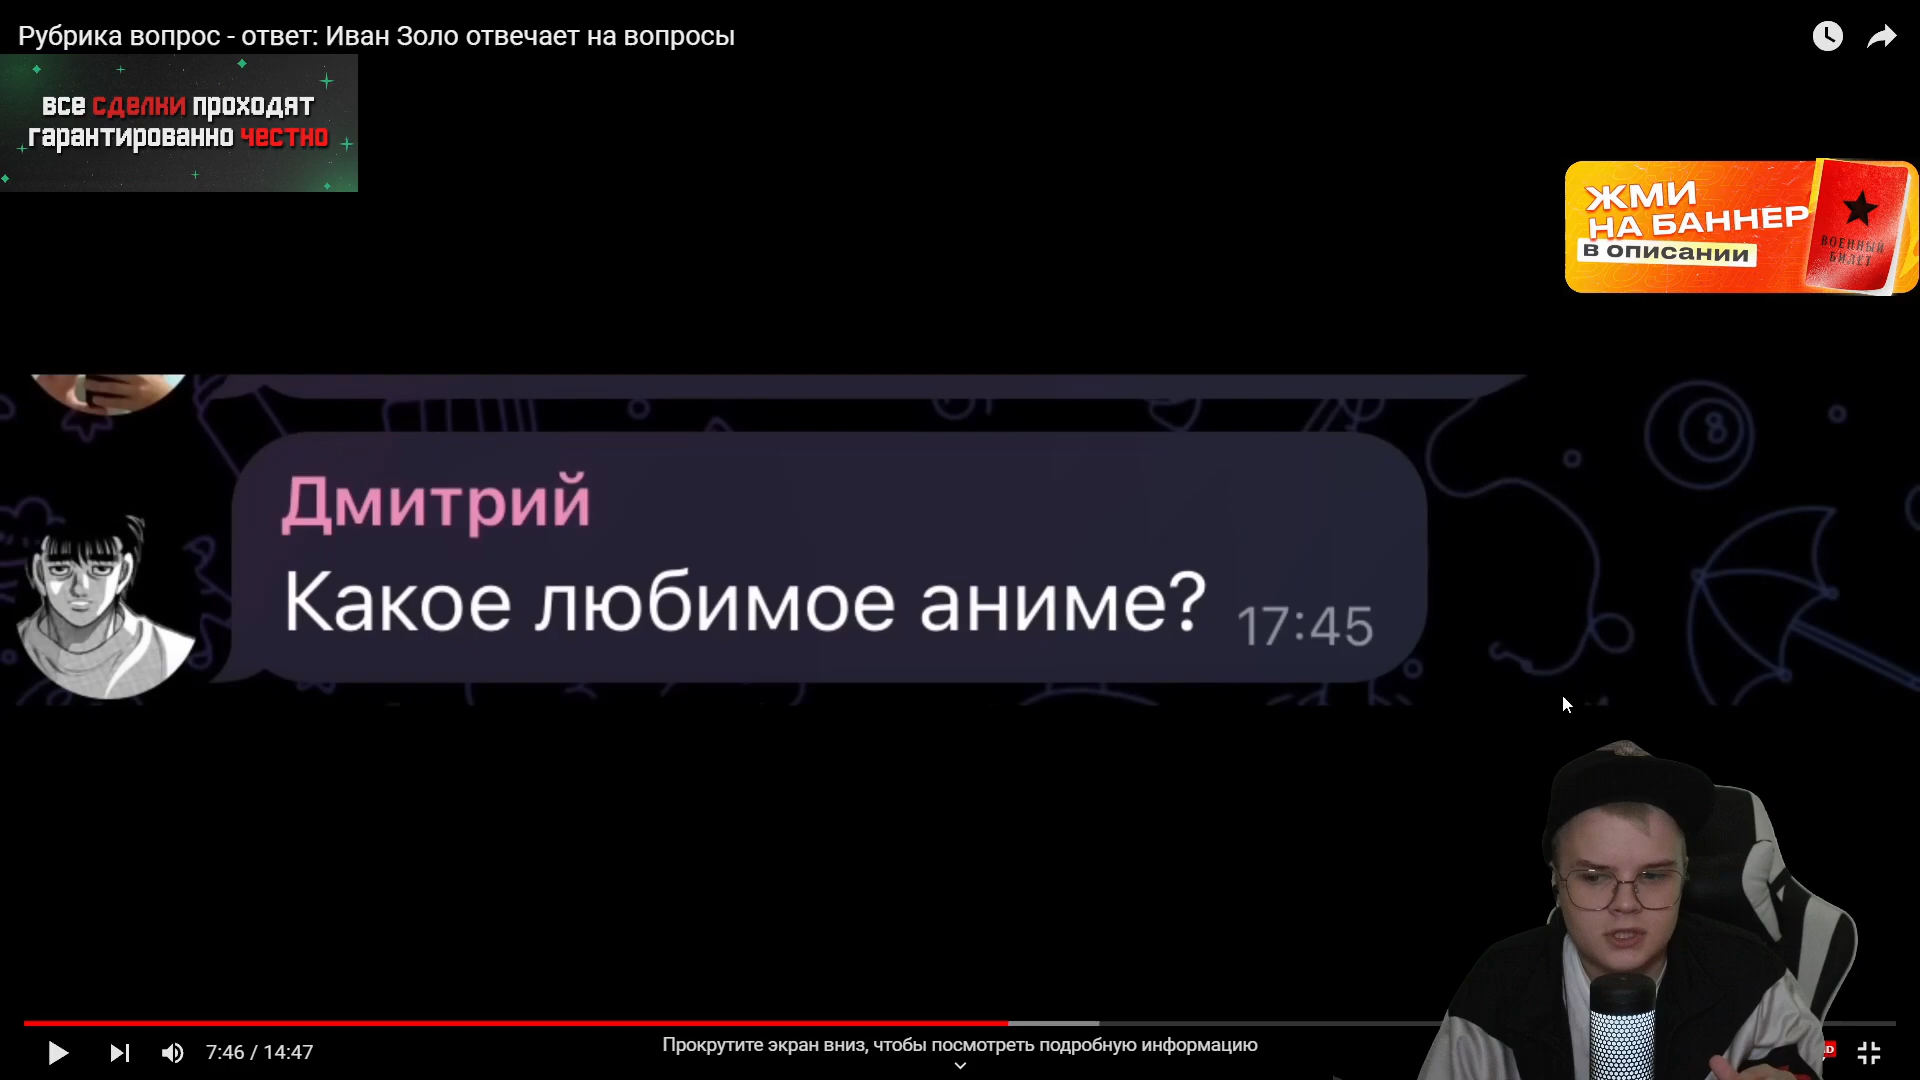 Рубрика вопрос - ответ: Иван Золо отвечает на вопросы
все сделки проходят
гарантированно честно
ЖМИ
НА БАННЕР
в описании
ВОЕННЫЙ
БИЛЕТ
8
Дмитрий
Какое любимое аниме? 17:45
7:46 / 14:47
Прокрутите экран вниз, чтобы посмотреть подробную информацию